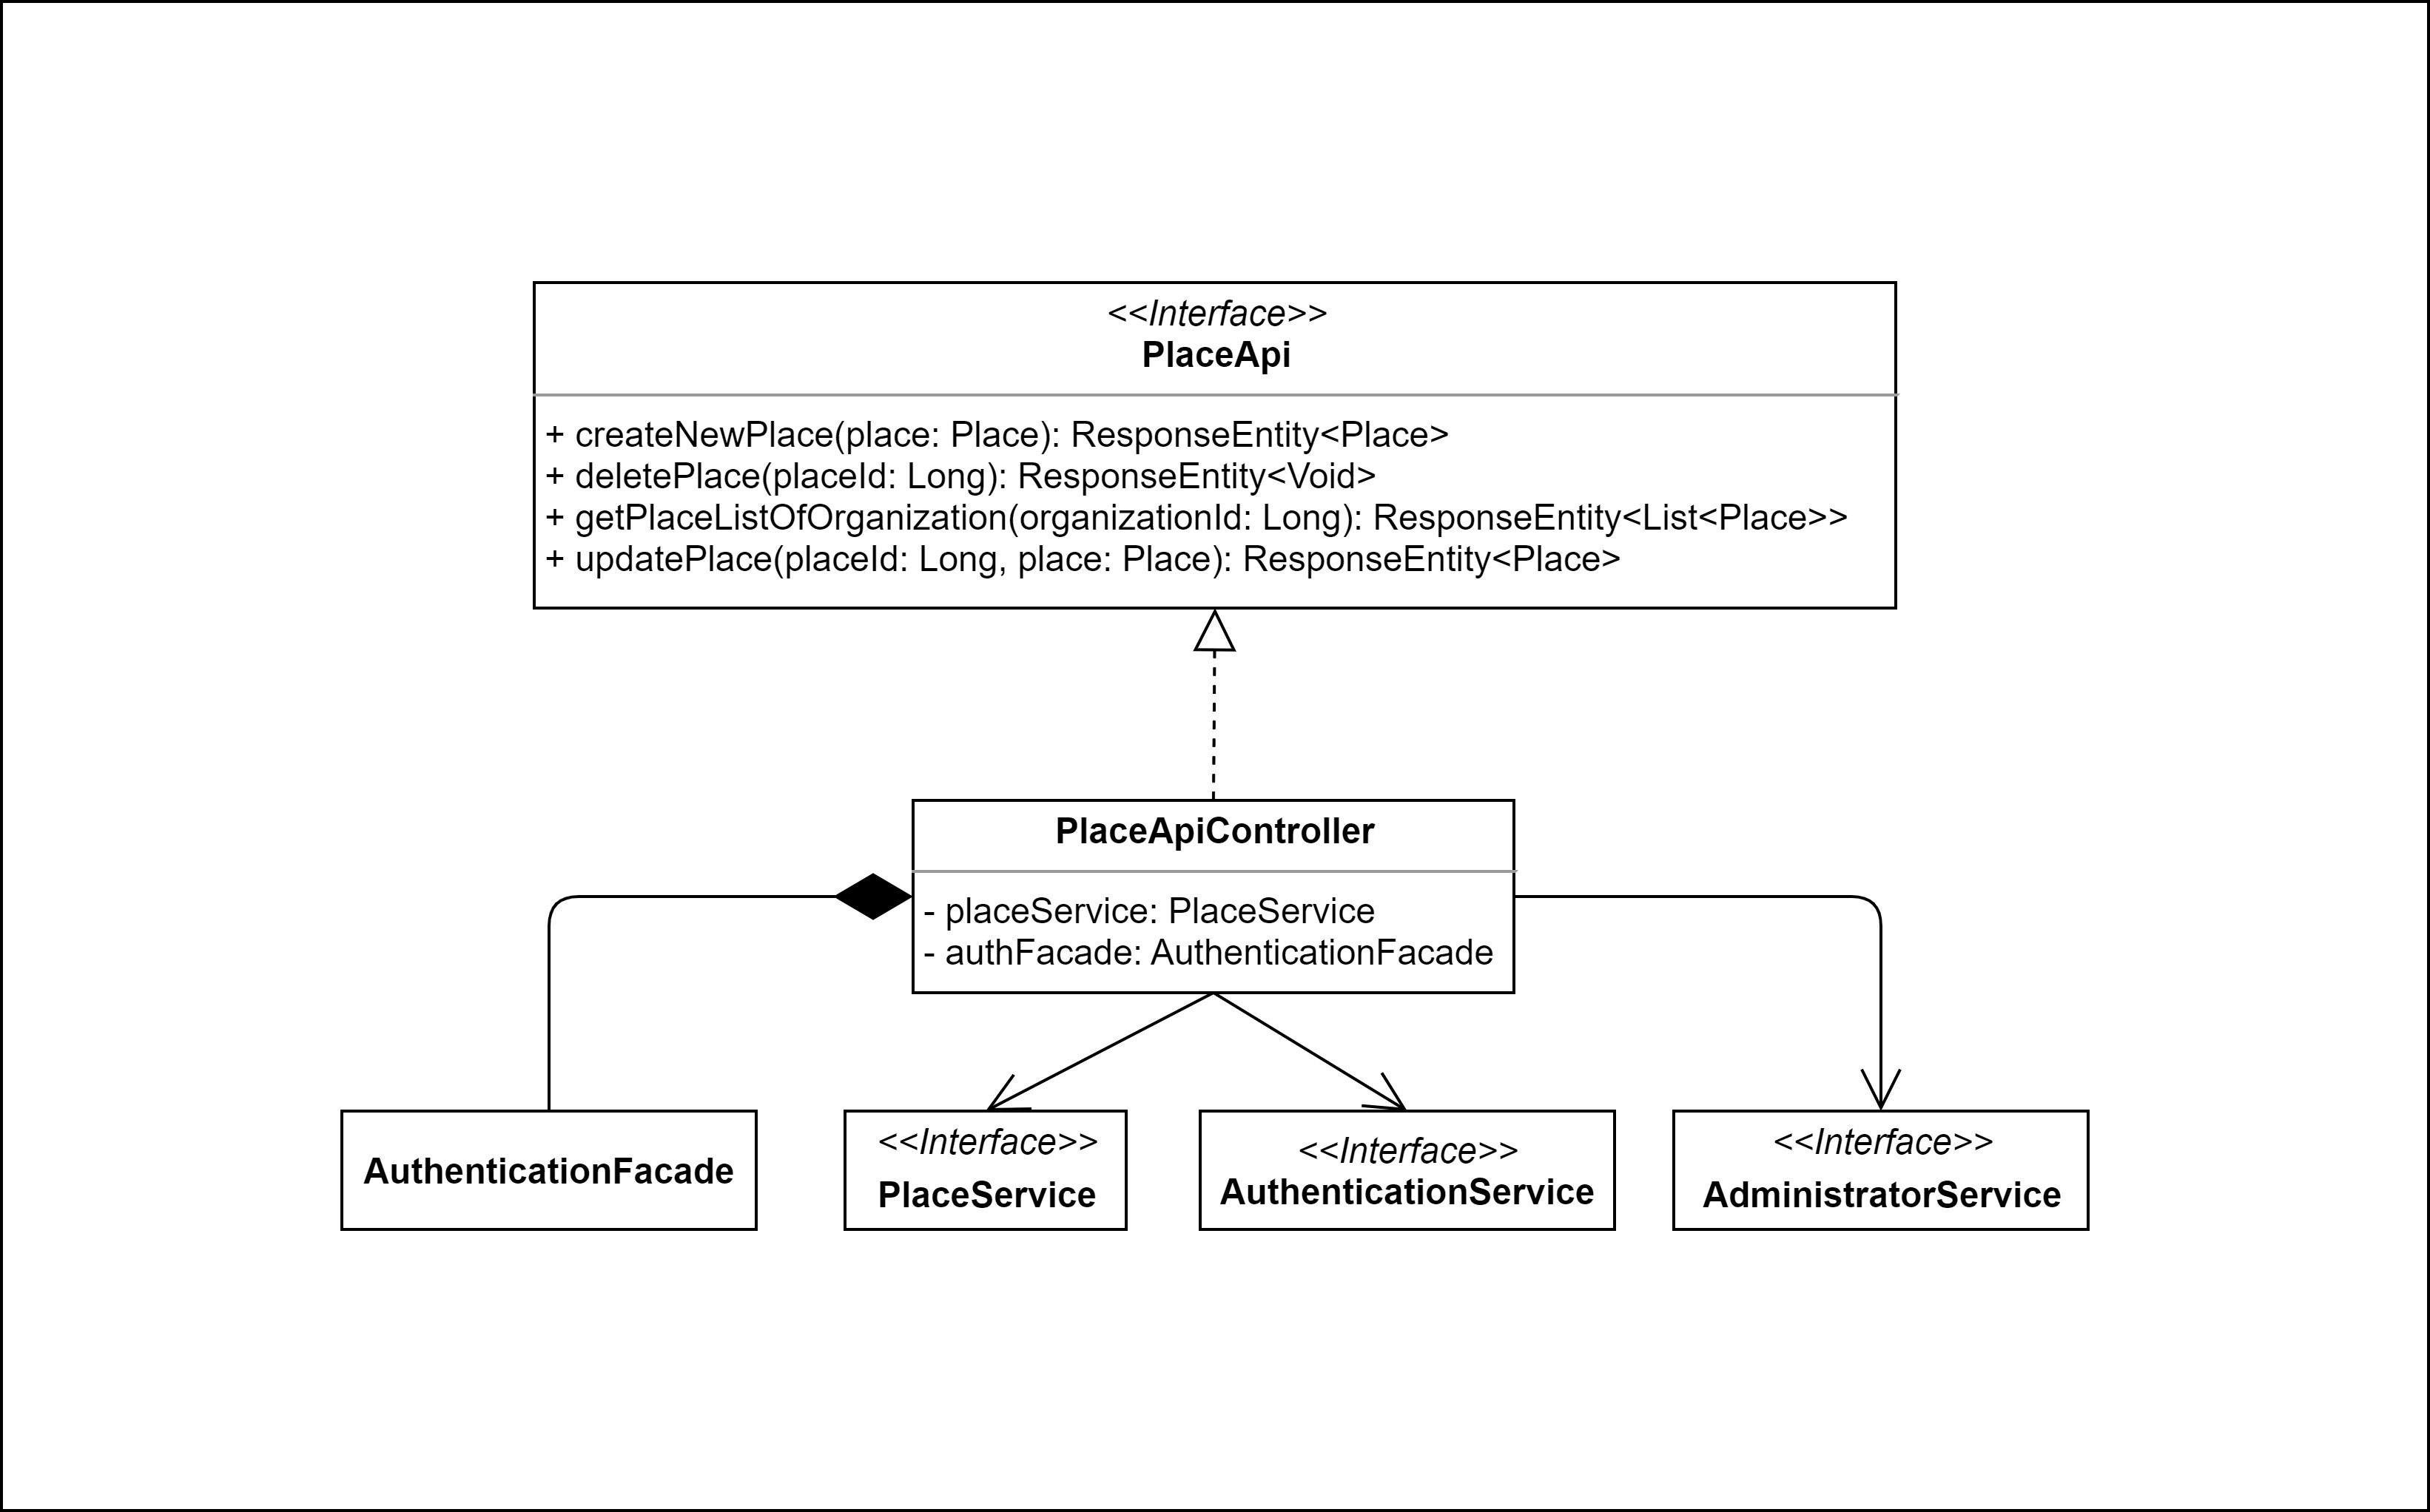 <<Interface>>
PlaceApi
+ createNewPlace(place: Place): ResponseEntity<Place>
+ deletePlace(placeId: Long): ResponseEntity<Void>
+ getPlaceListOfOrganization(organizationId: Long): ResponseEntity<List<Place>>
+ updatePlace(placeId: Long, place: Place): ResponseEntity<Place>
PlaceApiController
- placeService: PlaceService
- authFacade: AuthenticationFacade
AuthenticationFacade
<<Interface>>
PlaceService
<<Interface>>
AuthenticationService
<<Interface>>
AdministratorService